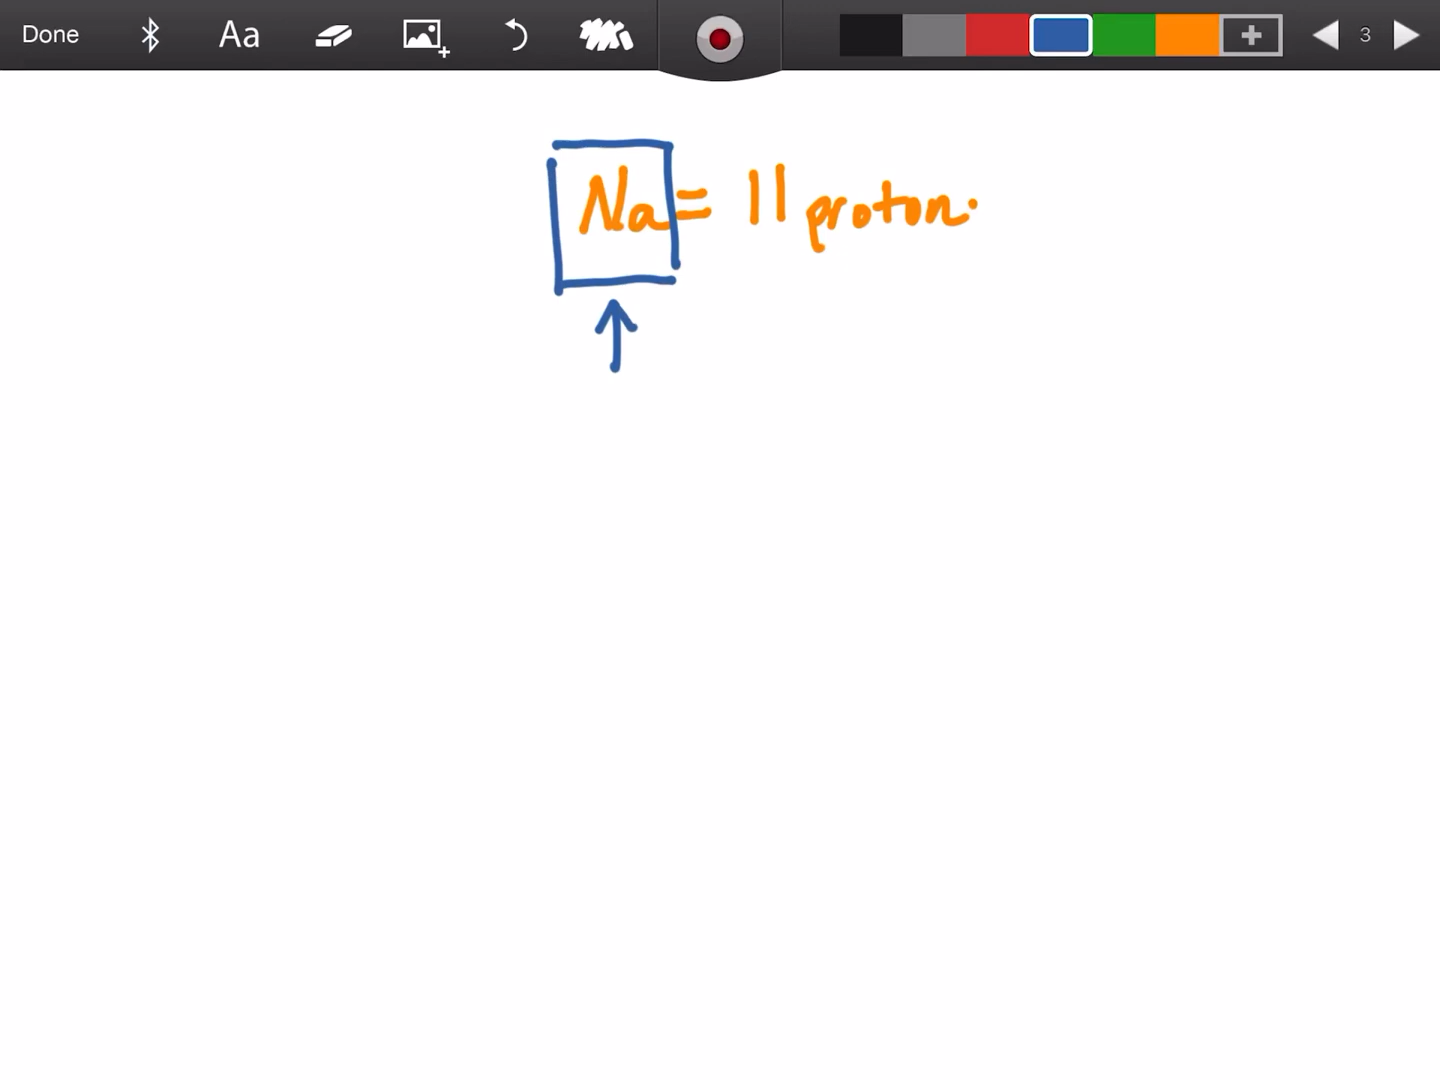 Done Aa 3
Na = 11 proton.